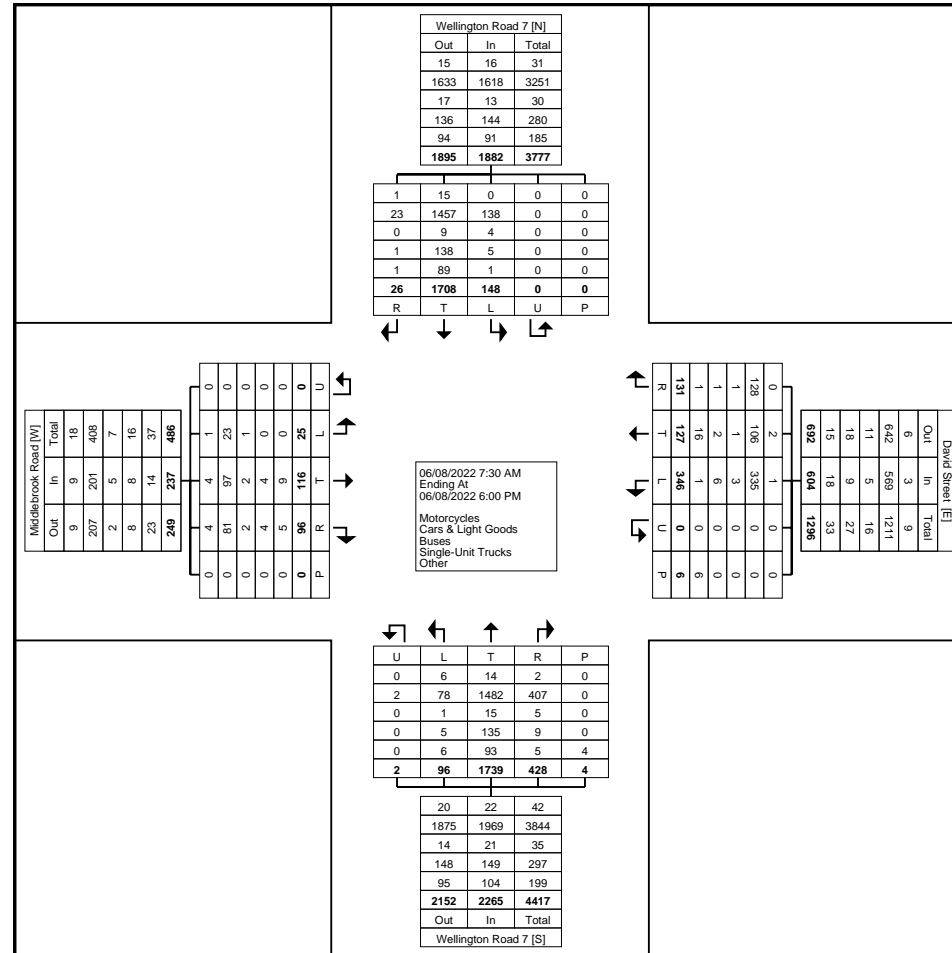 Wellington Road 7 [N]
Out In Total
15 16 31
1633 1618 3251
17 13 30
136 144 280
94 91 185
1895 1882 3777
1 15 0 0 0
23 1457 138 0 0
0 9 4 0 0
1 138 5 0 0
1 89 1 0 0
26 1708 148 0 0
R T L U P
Middlebrook Road [W]
Out In Total
9 9 18
207 201 408
2 5 7
8 8 16
23 14 37
249 237 486
0 4 4 1 0
0 81 97 23 0
0 2 2 1 0
0 4 4 0 0
0 5 9 0 0
0 96 116 25 0
P R T L U
06/08/2022 7:30 AM
Ending At
06/08/2022 6:00 PM
Motorcycles
Cars & Light Goods
Buses
Single-Unit Trucks
Other
David Street [E]
Out In Total
6 3 9
642 569 1211
11 5 16
18 9 27
15 18 33
692 604 1296
0 2 1 0 0
128 106 335 0 0
1 1 3 0 0
1 2 6 0 0
1 16 1 0 6
131 127 346 0 6
R T L U P
U L T R P
0 6 14 2 0
2 78 1482 407 0
0 1 15 5 0
0 5 135 9 0
0 6 93 5 4
2 96 1739 428 4
20 22 42
1875 1969 3844
14 21 35
148 149 297
95 104 199
2152 2265 4417
Out In Total
Wellington Road 7 [S]